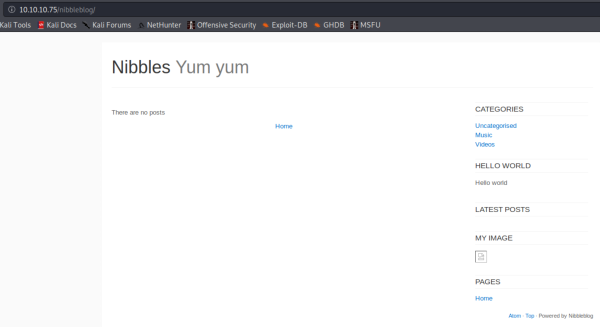 10.10.10.75/nibbleblog/
Kali Tools Kali Docs Kali Forums NetHunter Offensive Security Exploit-DB GHDB MSFU
Nibbles Yum yum
There are no posts
Home
CATEGORIES
Uncategorised
Music
Videos
HELLO WORLD
Hello world
LATEST POSTS
MY IMAGE
PAGES
Home
Atom · Top · Powered by Nibbleblog